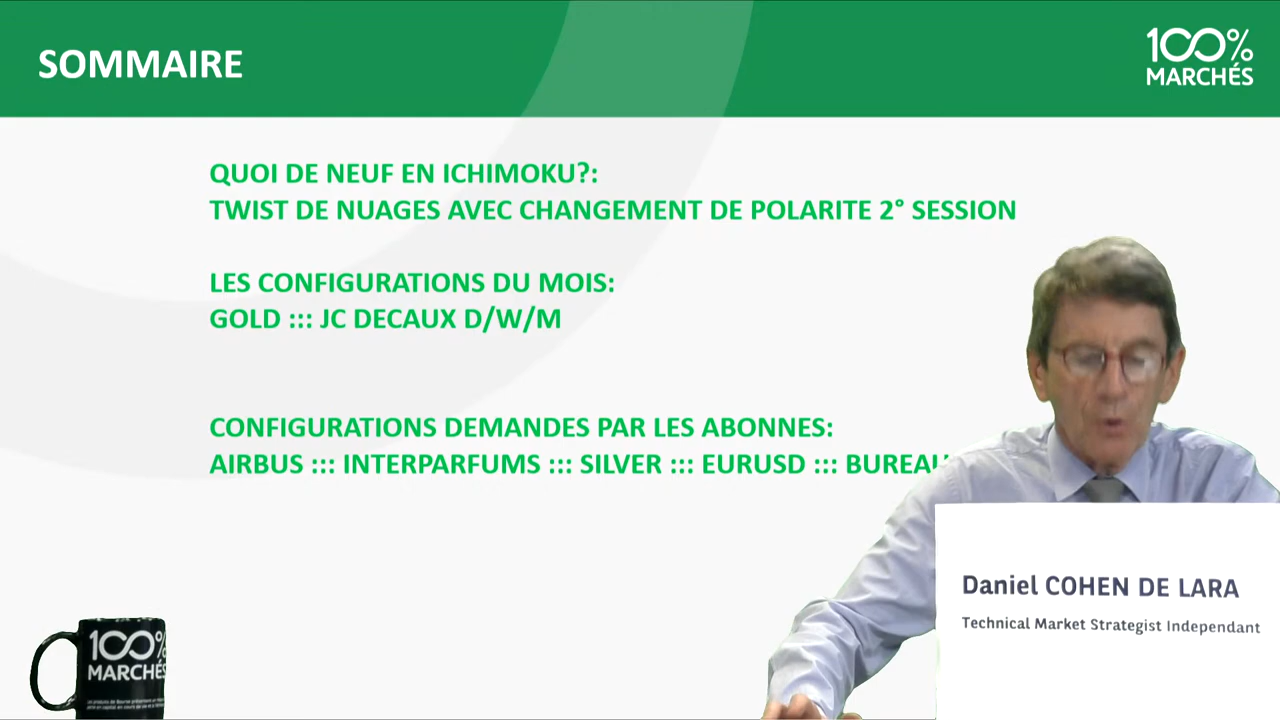 SOMMAIRE
100%
MARCHÉS
QUOI DE NEUF EN ICHIMOKU?:
TWIST DE NUAGES AVEC CHANGEMENT DE POLARITE 2° SESSION
LES CONFIGURATIONS DU MOIS:
GOLD ::: JC DECAUX D/W/M
CONFIGURATIONS DEMANDES PAR LES ABONNES:
AIRBUS ::: INTERPARFUMS ::: SILVER ::: EURUSD ::: BUREAU
Daniel COHEN DE LARA
Technical Market Strategist Independant
100%
MARCHÉS